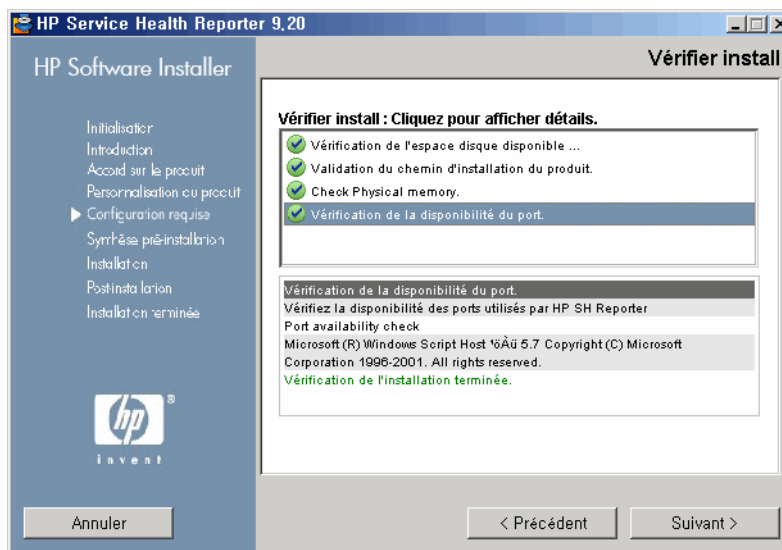 HP Service Health Reporter 9,20
HP Software Installer
Vérifier install
Initialisation
Introduction
Accord sur le produit
Personnalisation du produit
Configuration requise
Synthèse pré-installation
Installation
Post-installation
Installation terminée
Vérifier install : Cliquez pour afficher détails.
Vérification de l'espace disque disponible ...
Validation du chemin d'installation du produit.
Check Physical memory.
Vérification de la disponibilité du port.
Vérification de la disponibilité du port.
Vérifiez la disponibilité des ports utilisés par HP SH Reporter
Port availability check
Microsoft (R) Windows Script Host ¹öÀü 5.7 Copyright (C) Microsoft
Corporation 1996-2001. All rights reserved.
Vérification de l'installation terminée.
hp
®
invent
Annuler
< Précédent
Suivant >